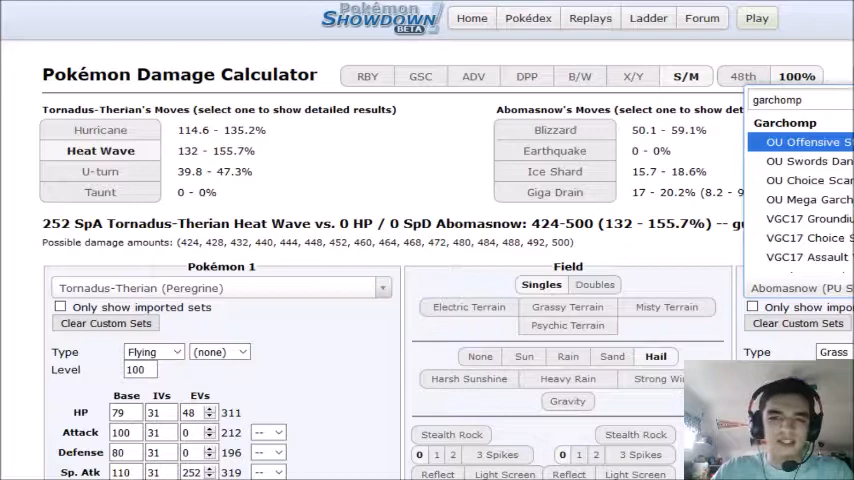 Pokémon
SHOWDOWN!
BETA
Home
Pokédex
Replays
Ladder
Forum
Play
Pokémon Damage Calculator
RBY
GSC
ADV
DPP
B/W
X/Y
S/M
48th
100%
Tornadus-Therian's Moves (select one to show detailed results)
Hurricane 114.6 - 135.2%
Heat Wave 132 - 155.7%
U-turn 39.8 - 47.3%
Taunt 0 - 0%
Abomasnow's Moves (select one to show det
Blizzard 50.1 - 59.1%
Earthquake 0 - 0%
Ice Shard 15.7 - 18.6%
Giga Drain 17 - 20.2% (8.2 - 9
garchomp
Garchomp
OU Offensive S
OU Swords Dan
OU Choice Scar
OU Mega Garch
VGC17 Groundiu
VGC17 Choice S
VGC17 Assault
252 SpA Tornadus-Therian Heat Wave vs. 0 HP / 0 SpD Abomasnow: 424-500 (132 - 155.7%) -- gu
Possible damage amounts: (424, 428, 432, 440, 444, 448, 452, 460, 464, 468, 472, 480, 484, 488, 492, 500)
Pokémon 1
Tornadus-Therian (Peregrine)
Only show imported sets
Clear Custom Sets
Type Flying (none)
Level 100
Base IVs EVs
HP 79 31 48 311
Attack 100 31 0 212 --
Defense 80 31 0 196 --
Sp. Atk 110 31 252 319 --
Field
Singles Doubles
Electric Terrain Grassy Terrain Misty Terrain
Psychic Terrain
None Sun Rain Sand Hail
Harsh Sunshine Heavy Rain Strong Wi
Gravity
Stealth Rock Stealth Rock
0 1 2 3 Spikes 0 1 2 3 Spikes
Reflect Light Screen Reflect Light Screen
Abomasnow (PU S
Only show impo
Clear Custom Sets
Type Grass